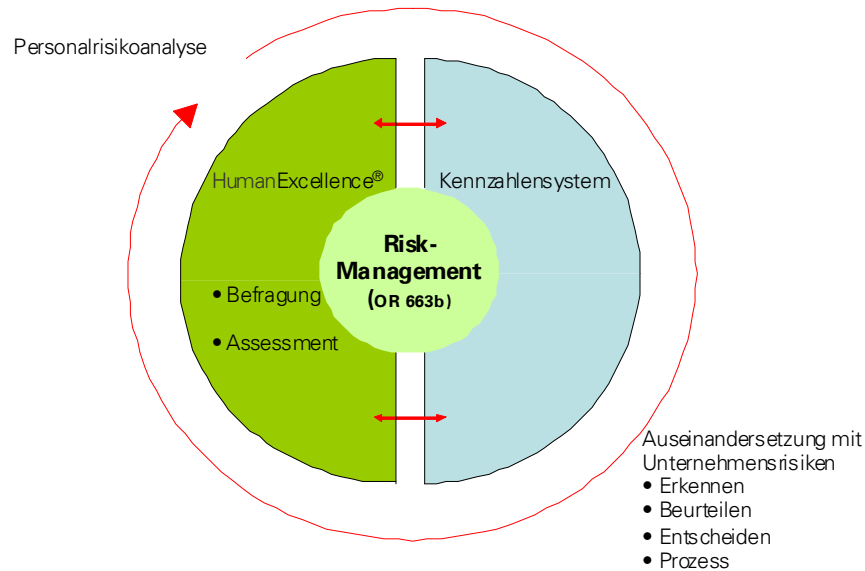 Personalrisikoanalyse
HumanExcellence®
Kennzahlensystem
Risk-
Management
(OR 663b)
• Befragung
• Assessment
Auseinandersetzung mit
Unternehmensrisiken
• Erkennen
• Beurteilen
• Entscheiden
• Prozess